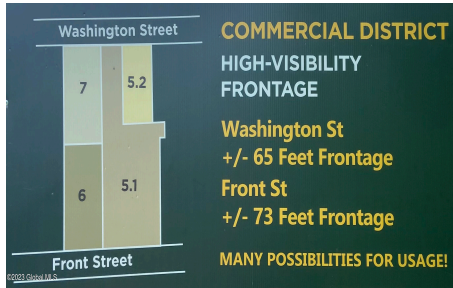 Washington Street
7
5.2
6
5.1
Front Street
COMMERCIAL DISTRICT
HIGH-VISIBILITY
FRONTAGE
Washington St
+/- 65 Feet Frontage
Front St
+/- 73 Feet Frontage
MANY POSSIBILITIES FOR USAGE!
©2023 Global MLS